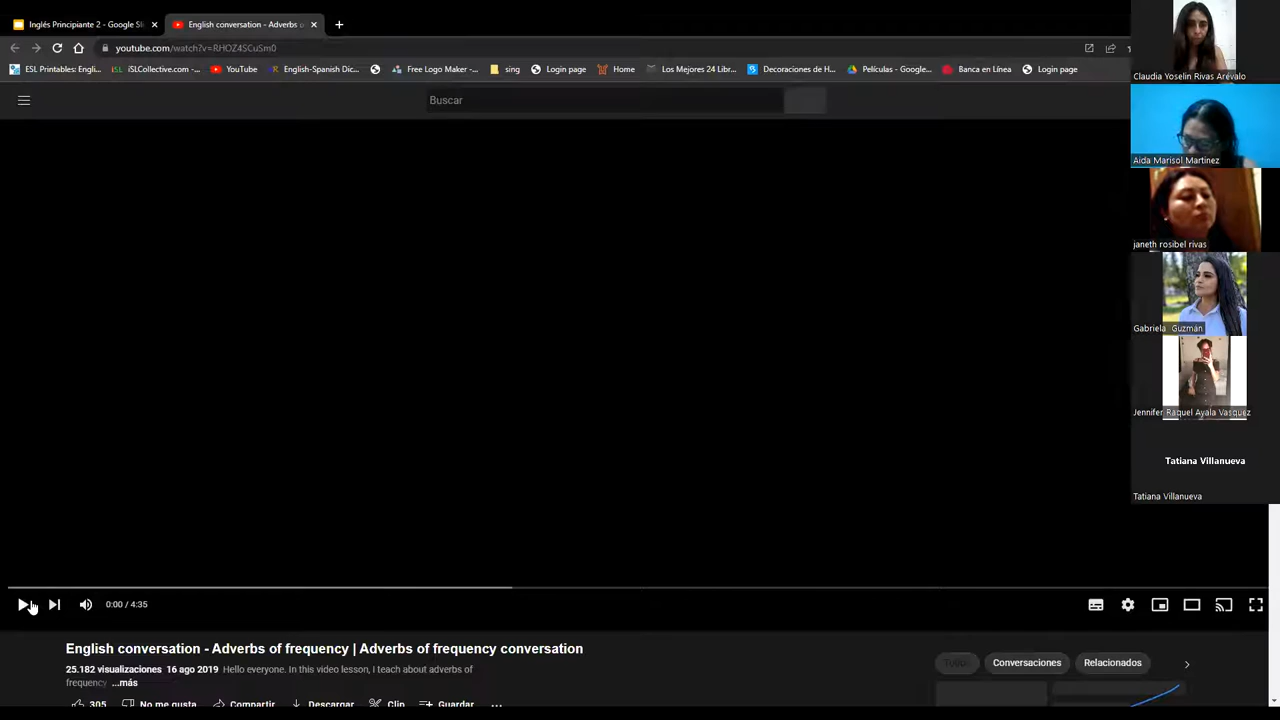 Inglés Principiante 2 - Google Sli
English conversation - Adverbs o
youtube.com/watch?v=RHOZ4SCuSm0
ESL Printables: Engli...
iSLCollective.com -...
YouTube
English-Spanish Dic...
Free Logo Maker -...
sing
Login page
Home
Los Mejores 24 Libr...
Decoraciones de H...
Películas - Google...
Banca en Línea
Login page
Buscar
Claudia Yoselin Rivas Arévalo
Aida Marisol Martinez
janeth rosibel rivas
Gabriela Guzmán
Jennifer Raquel Ayala Vasquez
Tatiana Villanueva
Tatiana Villanueva
0:00 / 4:35
English conversation - Adverbs of frequency | Adverbs of frequency conversation
25.182 visualizaciones 16 ago 2019 Hello everyone. In this video lesson, I teach about adverbs of
frequency ...más
Todos
Conversaciones
Relacionados
305
No me gusta
Compartir
Descargar
Clip
Guardar